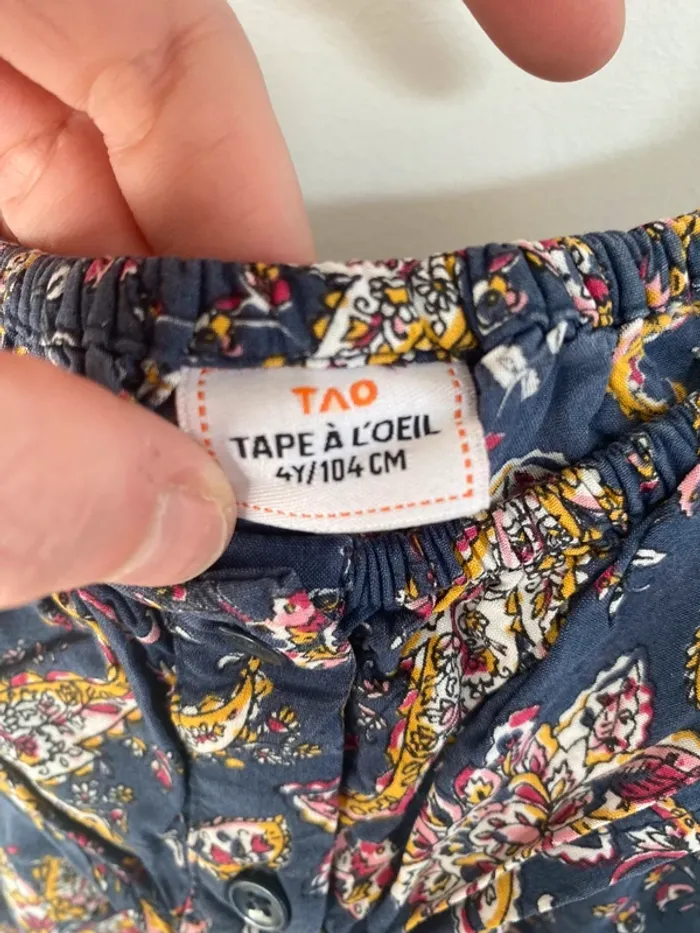 TAO
TAPE À L'OEIL
4Y/104 CM